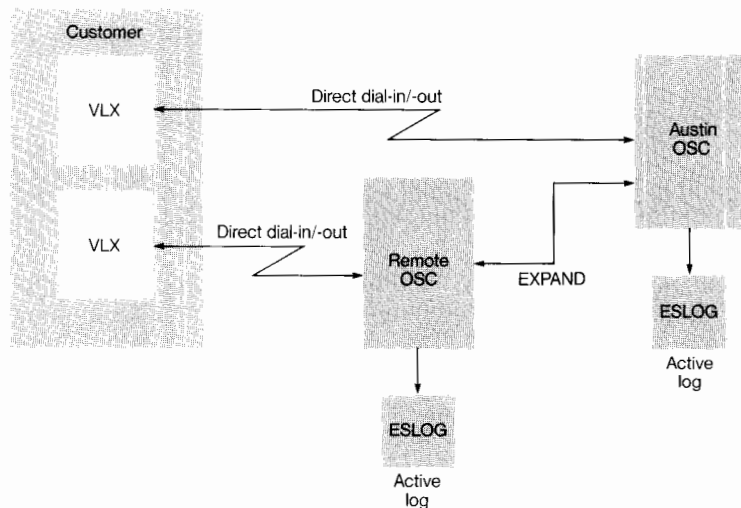 Customer
VLX
Direct dial-in/-out
Austin
OSC
VLX
Direct dial-in/-out
Remote
OSC
EXPAND
ESLOG
Active
log
ESLOG
Active
log